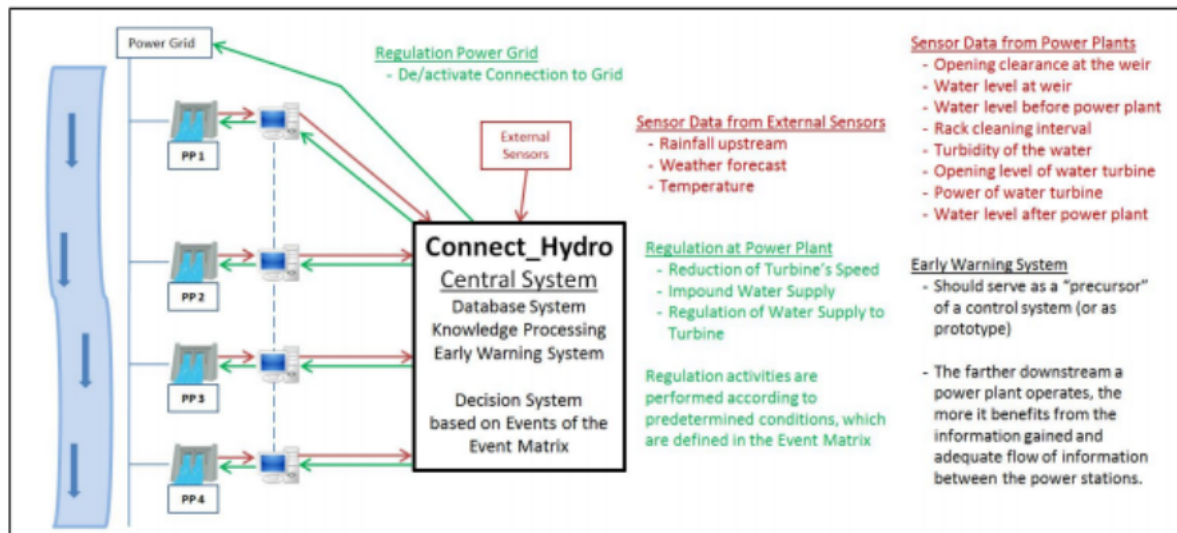 Power Grid
PP 1
PP 2
PP 3
PP 4
Regulation Power Grid
- De/activate Connection to Grid
External
Sensors
Connect_Hydro
Central System
Database System
Knowledge Processing
Early Warning System
Decision System
based on Events of the
Event Matrix
Sensor Data from External Sensors
- Rainfall upstream
- Weather forecast
- Temperature
Regulation at Power Plant
- Reduction of Turbine's Speed
- Impound Water Supply
- Regulation of Water Supply to
Turbine
Regulation activities are
performed according to
predetermined conditions, which
are defined in the Event Matrix
Sensor Data from Power Plants
- Opening clearance at the weir
- Water level at weir
- Water level before power plant
- Rack cleaning interval
- Turbidity of the water
- Opening level of water turbine
- Power of water turbine
- Water level after power plant
Early Warning System
- Should serve as a "precursor"
of a control system (or as
prototype)
- The farther downstream a
power plant operates, the
more it benefits from the
information gained and
adequate flow of information
between the power stations.